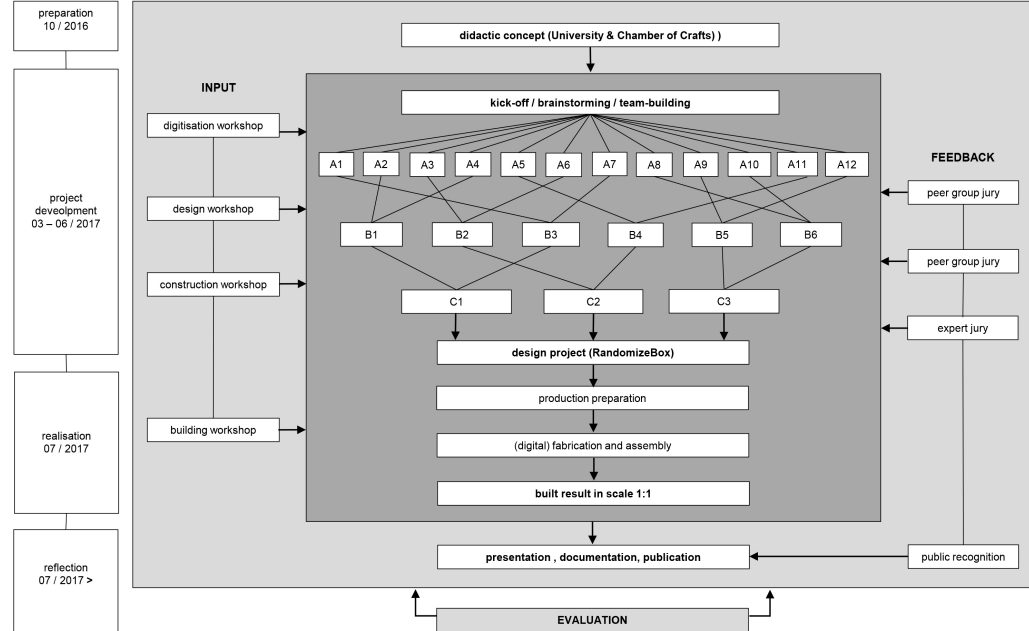 preparation
10 / 2016
project
deveolpment
03 – 06 / 2017
realisation
07 / 2017
reflection
07 / 2017 >
INPUT
digitisation workshop
design workshop
construction workshop
building workshop
didactic concept (University & Chamber of Crafts) )
kick-off / brainstorming / team-building
A1 A2 A3 A4 A5 A6 A7 A8 A9 A10 A11 A12
B1 B2 B3 B4 B5 B6
C1 C2 C3
design project (RandomizeBox)
production preparation
(digital) fabrication and assembly
built result in scale 1:1
presentation , documentation, publication
FEEDBACK
peer group jury
peer group jury
expert jury
public recognition
EVALUATION